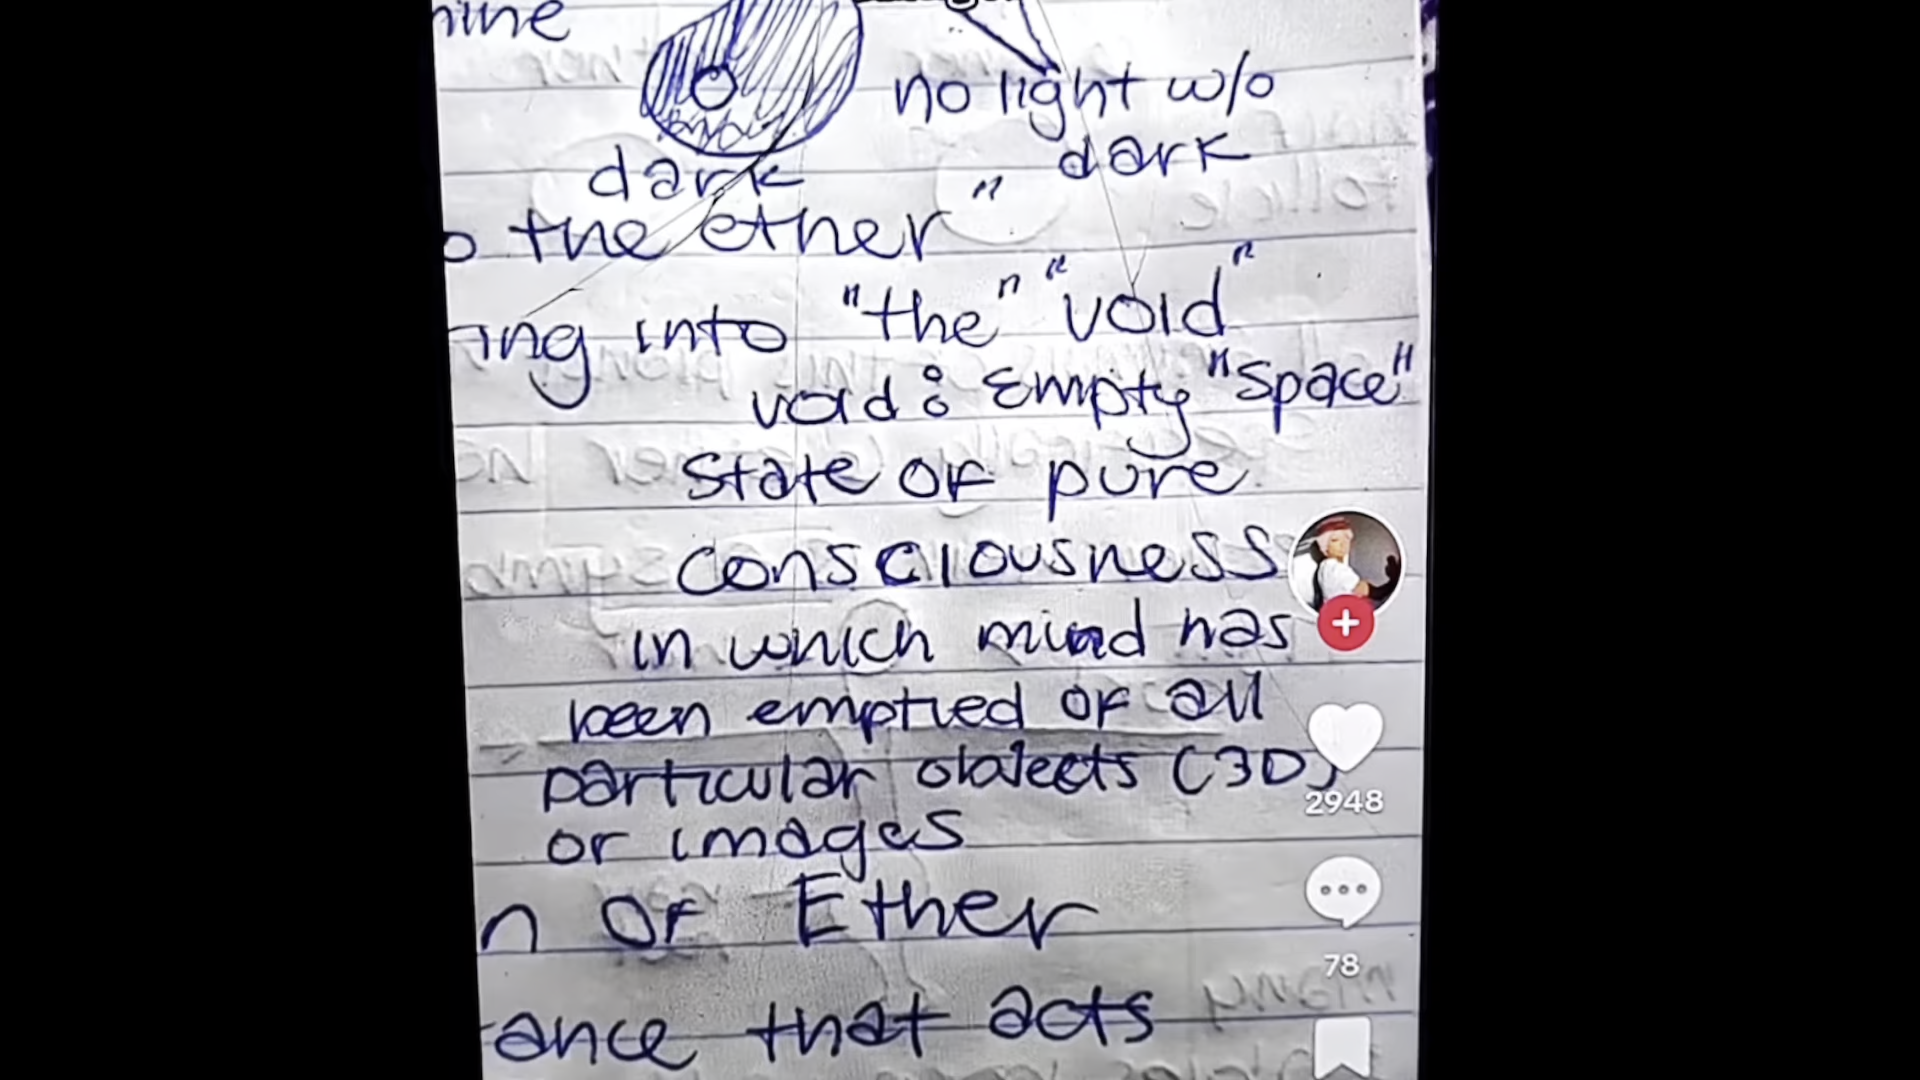 hine
no light w/o
dark
dark
o the ether"
ing into "the" "void"
void: Empty "Space"
State of pure
consciousness
in which mind has
been emptied of all
particular objects (3D)
or images
n Of Ether
ance that acts
2948
78